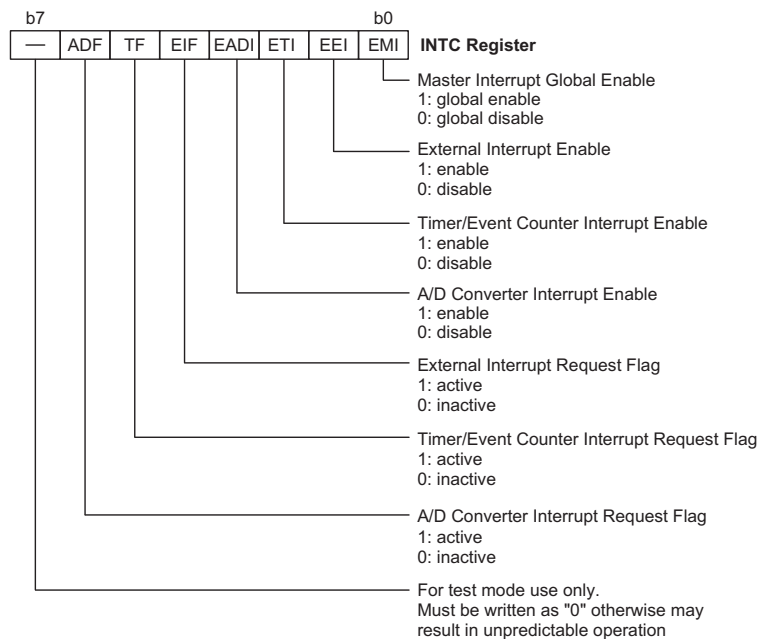 b7 b0
— ADF TF EIF EADI ETI EEI EMI INTC Register
Master Interrupt Global Enable
1: global enable
0: global disable
External Interrupt Enable
1: enable
0: disable
Timer/Event Counter Interrupt Enable
1: enable
0: disable
A/D Converter Interrupt Enable
1: enable
0: disable
External Interrupt Request Flag
1: active
0: inactive
Timer/Event Counter Interrupt Request Flag
1: active
0: inactive
A/D Converter Interrupt Request Flag
1: active
0: inactive
For test mode use only.
Must be written as "0" otherwise may
result in unpredictable operation